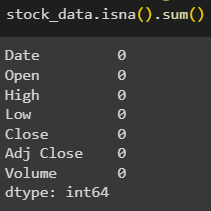 stock_data.isna().sum()
Date 0
Open 0
High 0
Low 0
Close 0
Adj Close 0
Volume 0
dtype: int64